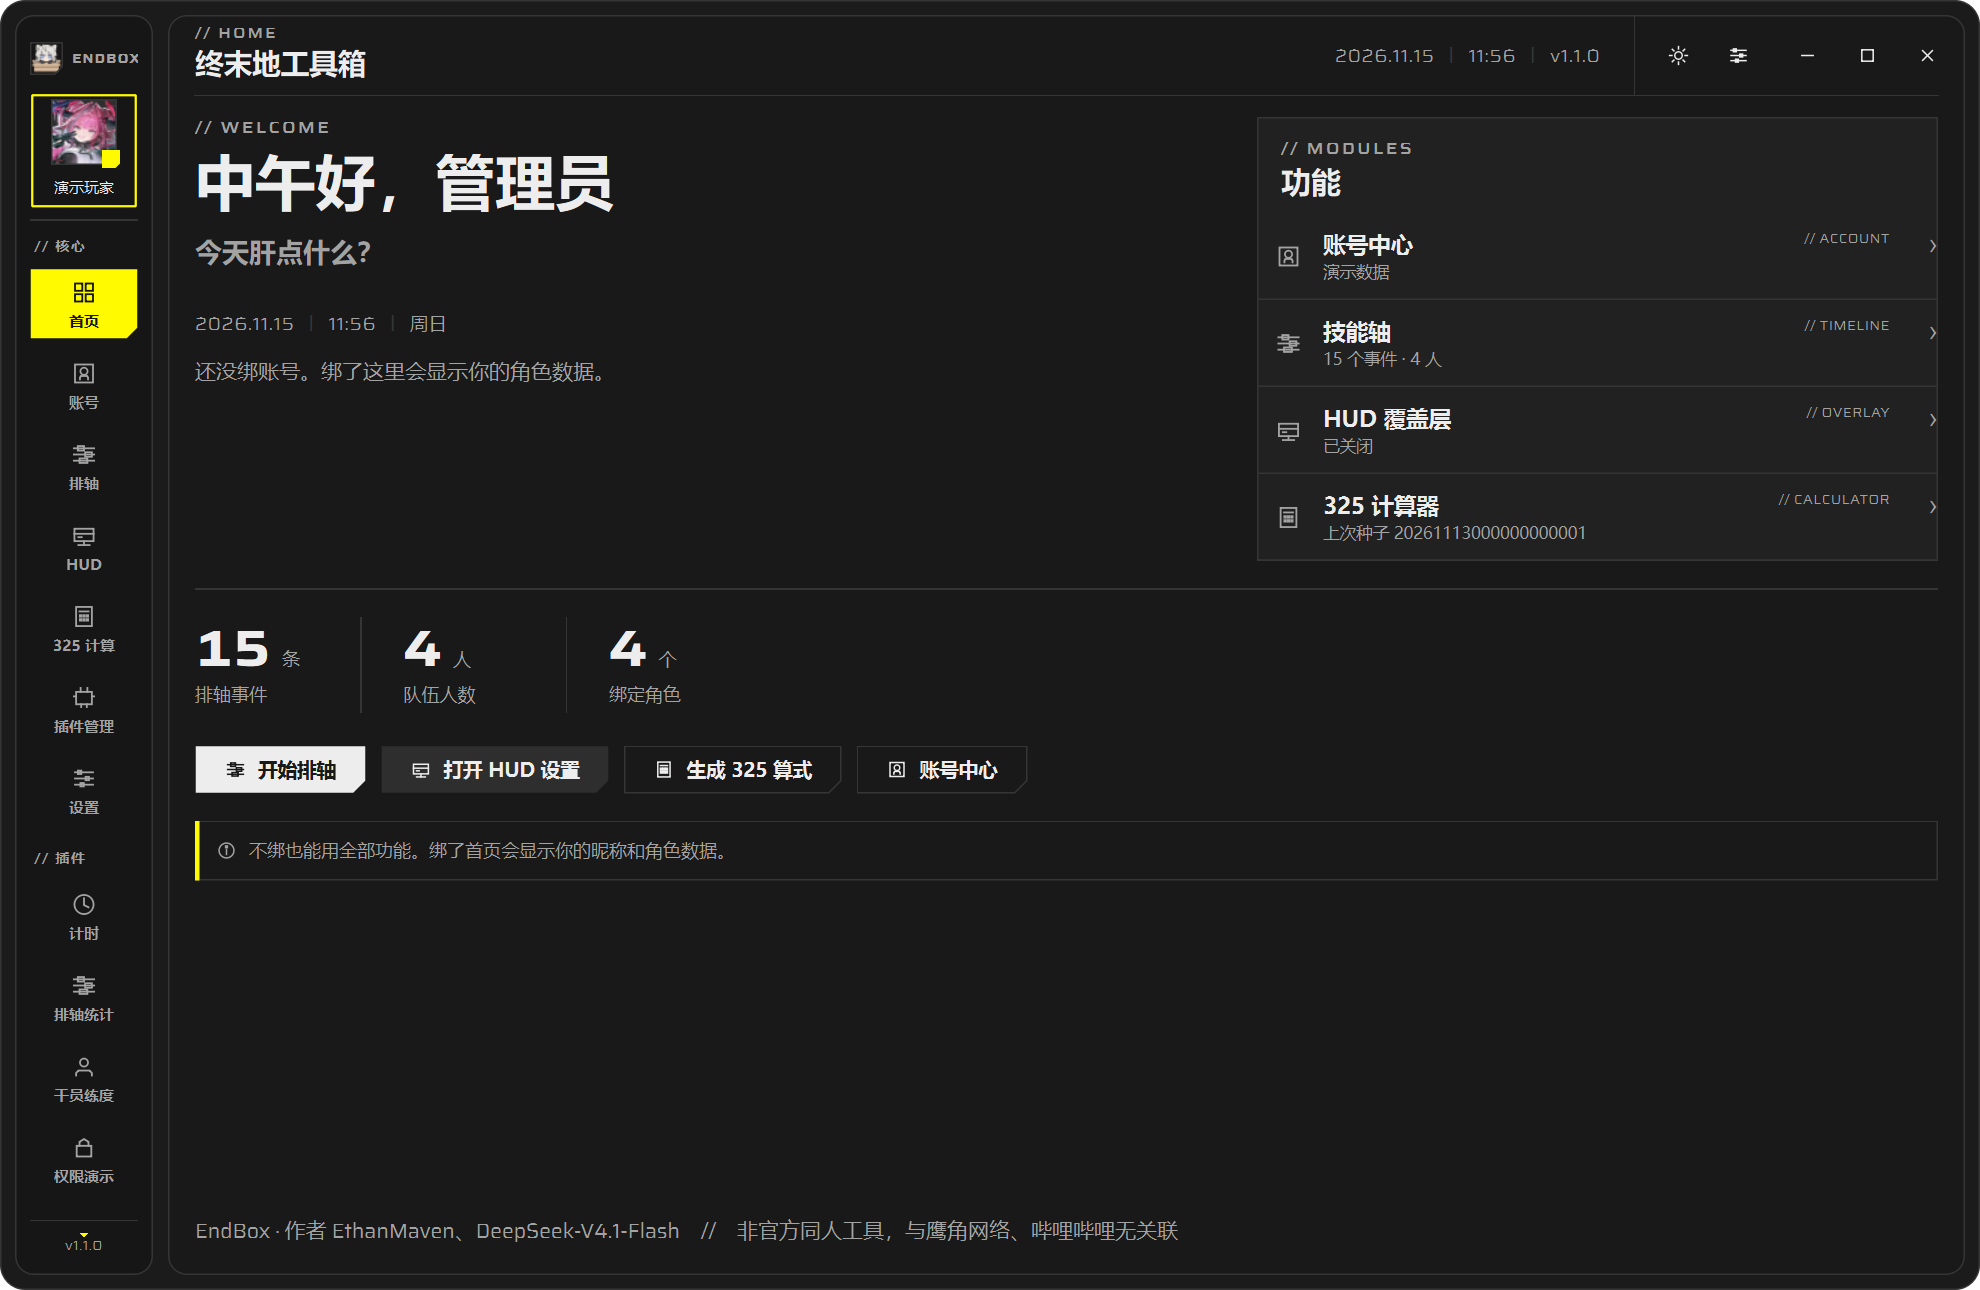 ENDBOX
演示玩家
// 核心
首页
账号
排轴
HUD
325 计算
插件管理
设置
// 插件
计时
排轴统计
干员练度
权限演示
v1.1.0
// HOME
终末地工具箱
2026.11.15
11:56
v1.1.0
// WELCOME
中午好，管理员
今天肝点什么？
2026.11.15
11:56
周日
还没绑账号。绑了这里会显示你的角色数据。
// MODULES
功能
账号中心
演示数据
// ACCOUNT
技能轴
15 个事件 · 4 人
// TIMELINE
HUD 覆盖层
已关闭
// OVERLAY
325 计算器
上次种子 20261113000000000001
// CALCULATOR
15 条
排轴事件
4 人
队伍人数
4 个
绑定角色
开始排轴
打开 HUD 设置
生成 325 算式
账号中心
不绑也能用全部功能。绑了首页会显示你的昵称和角色数据。
EndBox · 作者 EthanMaven、DeepSeek-V4.1-Flash // 非官方同人工具，与鹰角网络、哔哩哔哩无关联